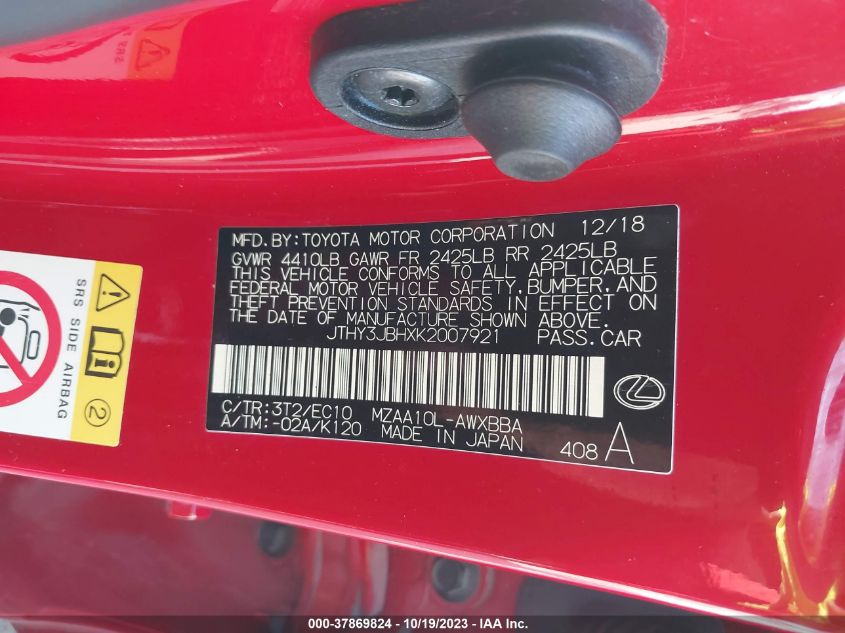 MFD. BY: TOYOTA MOTOR CORPORATION 12/18
GVWR 4410LB GAWR FR 2425LB RR 2425LB
THIS VEHICLE CONFORMS TO ALL APPLICABLE
FEDERAL MOTOR VEHICLE SAFETY, BUMPER, AND
THEFT PREVENTION STANDARDS IN EFFECT ON
THE DATE OF MANUFACTURE SHOWN ABOVE.
JTHY3JBHXK2007921 PASS. CAR
C/TR: 3T2/EC10 MZAA10L-AWXBBA
A/TM: -02A/K120 MADE IN JAPAN
408 A
SRS SIDE AIRBAG
2
000-37869824 | 10/19/2023 - IAA Inc.